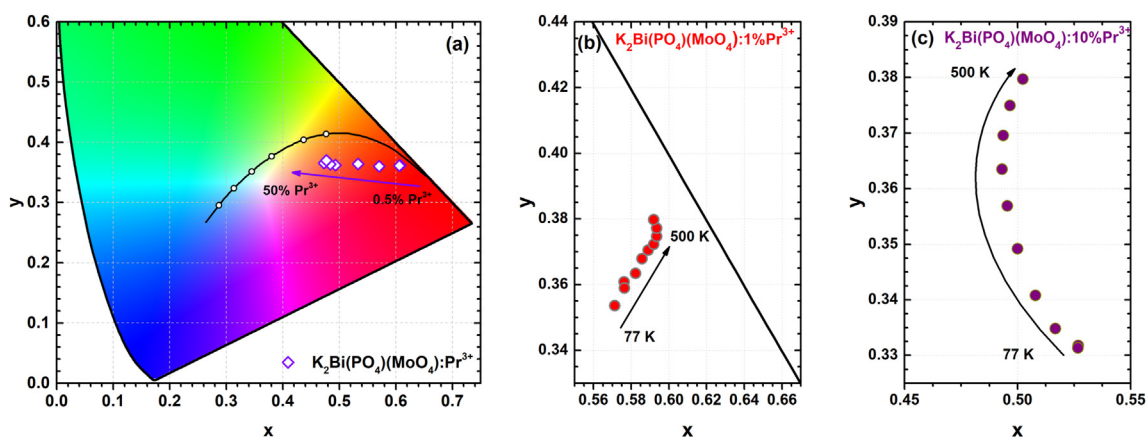 (a)
0.6
0.5
0.4
0.3
0.2
0.1
0.0
y
50% Pr³⁺
0.5% Pr³⁺
K₂Bi(PO₄)(MoO₄):Pr³⁺
0.0 0.1 0.2 0.3 0.4 0.5 0.6 0.7
x
(b)
K₂Bi(PO₄)(MoO₄):1%Pr³⁺
0.44
0.42
0.40
0.38
0.36
0.34
y
500 K
77 K
0.56 0.58 0.60 0.62 0.64 0.66
x
(c)
K₂Bi(PO₄)(MoO₄):10%Pr³⁺
0.39
0.38
0.37
0.36
0.35
0.34
0.33
y
500 K
77 K
0.45 0.50 0.55
x